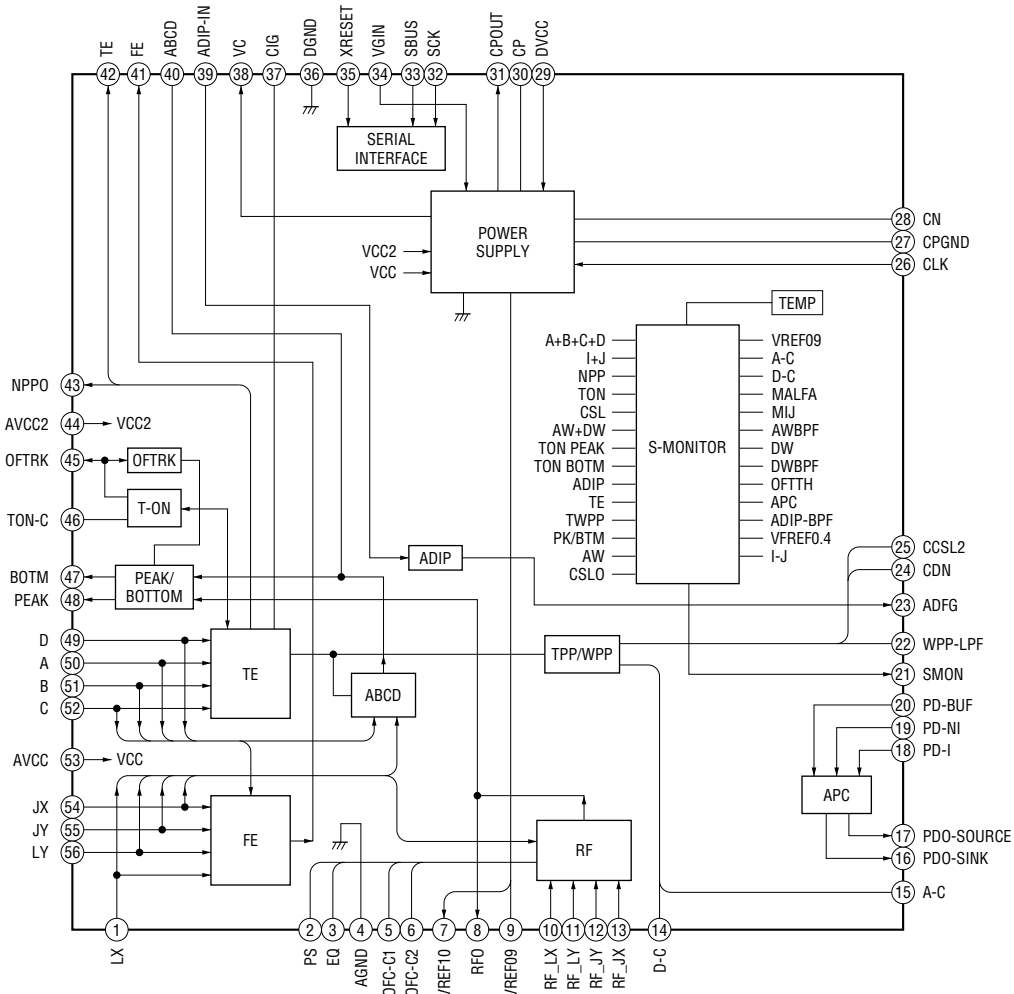 TE
FE
ABCD
ADIP-IN
VC
CIG
DGND
XRESET
VGIN
SBUS
SCK
CPOUT
CP
DVCC
42
41
40
39
38
37
36
35
34
33
32
31
30
29
SERIAL
INTERFACE
POWER
SUPPLY
VCC2
VCC
28 CN
27 CPGND
26 CLK
TEMP
A+B+C+D
I+J
NPP
TON
CSL
AW+DW
TON PEAK
TON BOTM
ADIP
TE
TWPP
PK/BTM
AW
CSLO
S-MONITOR
VREF09
A-C
D-C
MALFA
MIJ
AWBPF
DW
DWBPF
OFTTH
APC
ADIP-BPF
VFREF0.4
I-J
NPPO 43
AVCC2 44 VCC2
OFTRK 45 OFTRK
TON-C 46 T-ON
BOTM 47
PEAK 48
PEAK/
BOTTOM
ADIP
25 CCSL2
24 CDN
23 ADFG
22 WPP-LPF
21 SMON
20 PD-BUF
19 PD-NI
18 PD-I
D 49
A 50
B 51
C 52
TE
ABCD
TPP/WPP
AVCC 53 VCC
JX 54
JY 55
LY 56
FE
RF
APC
17 PDO-SOURCE
16 PDO-SINK
15 A-C
1
2
3
4
5
6
7
8
9
10
11
12
13
14
LX
PS
EQ
AGND
OFC-C1
OFC-C2
VREF10
RFO
VREF09
RF_LX
RF_LY
RF_JY
RF_JX
D-C